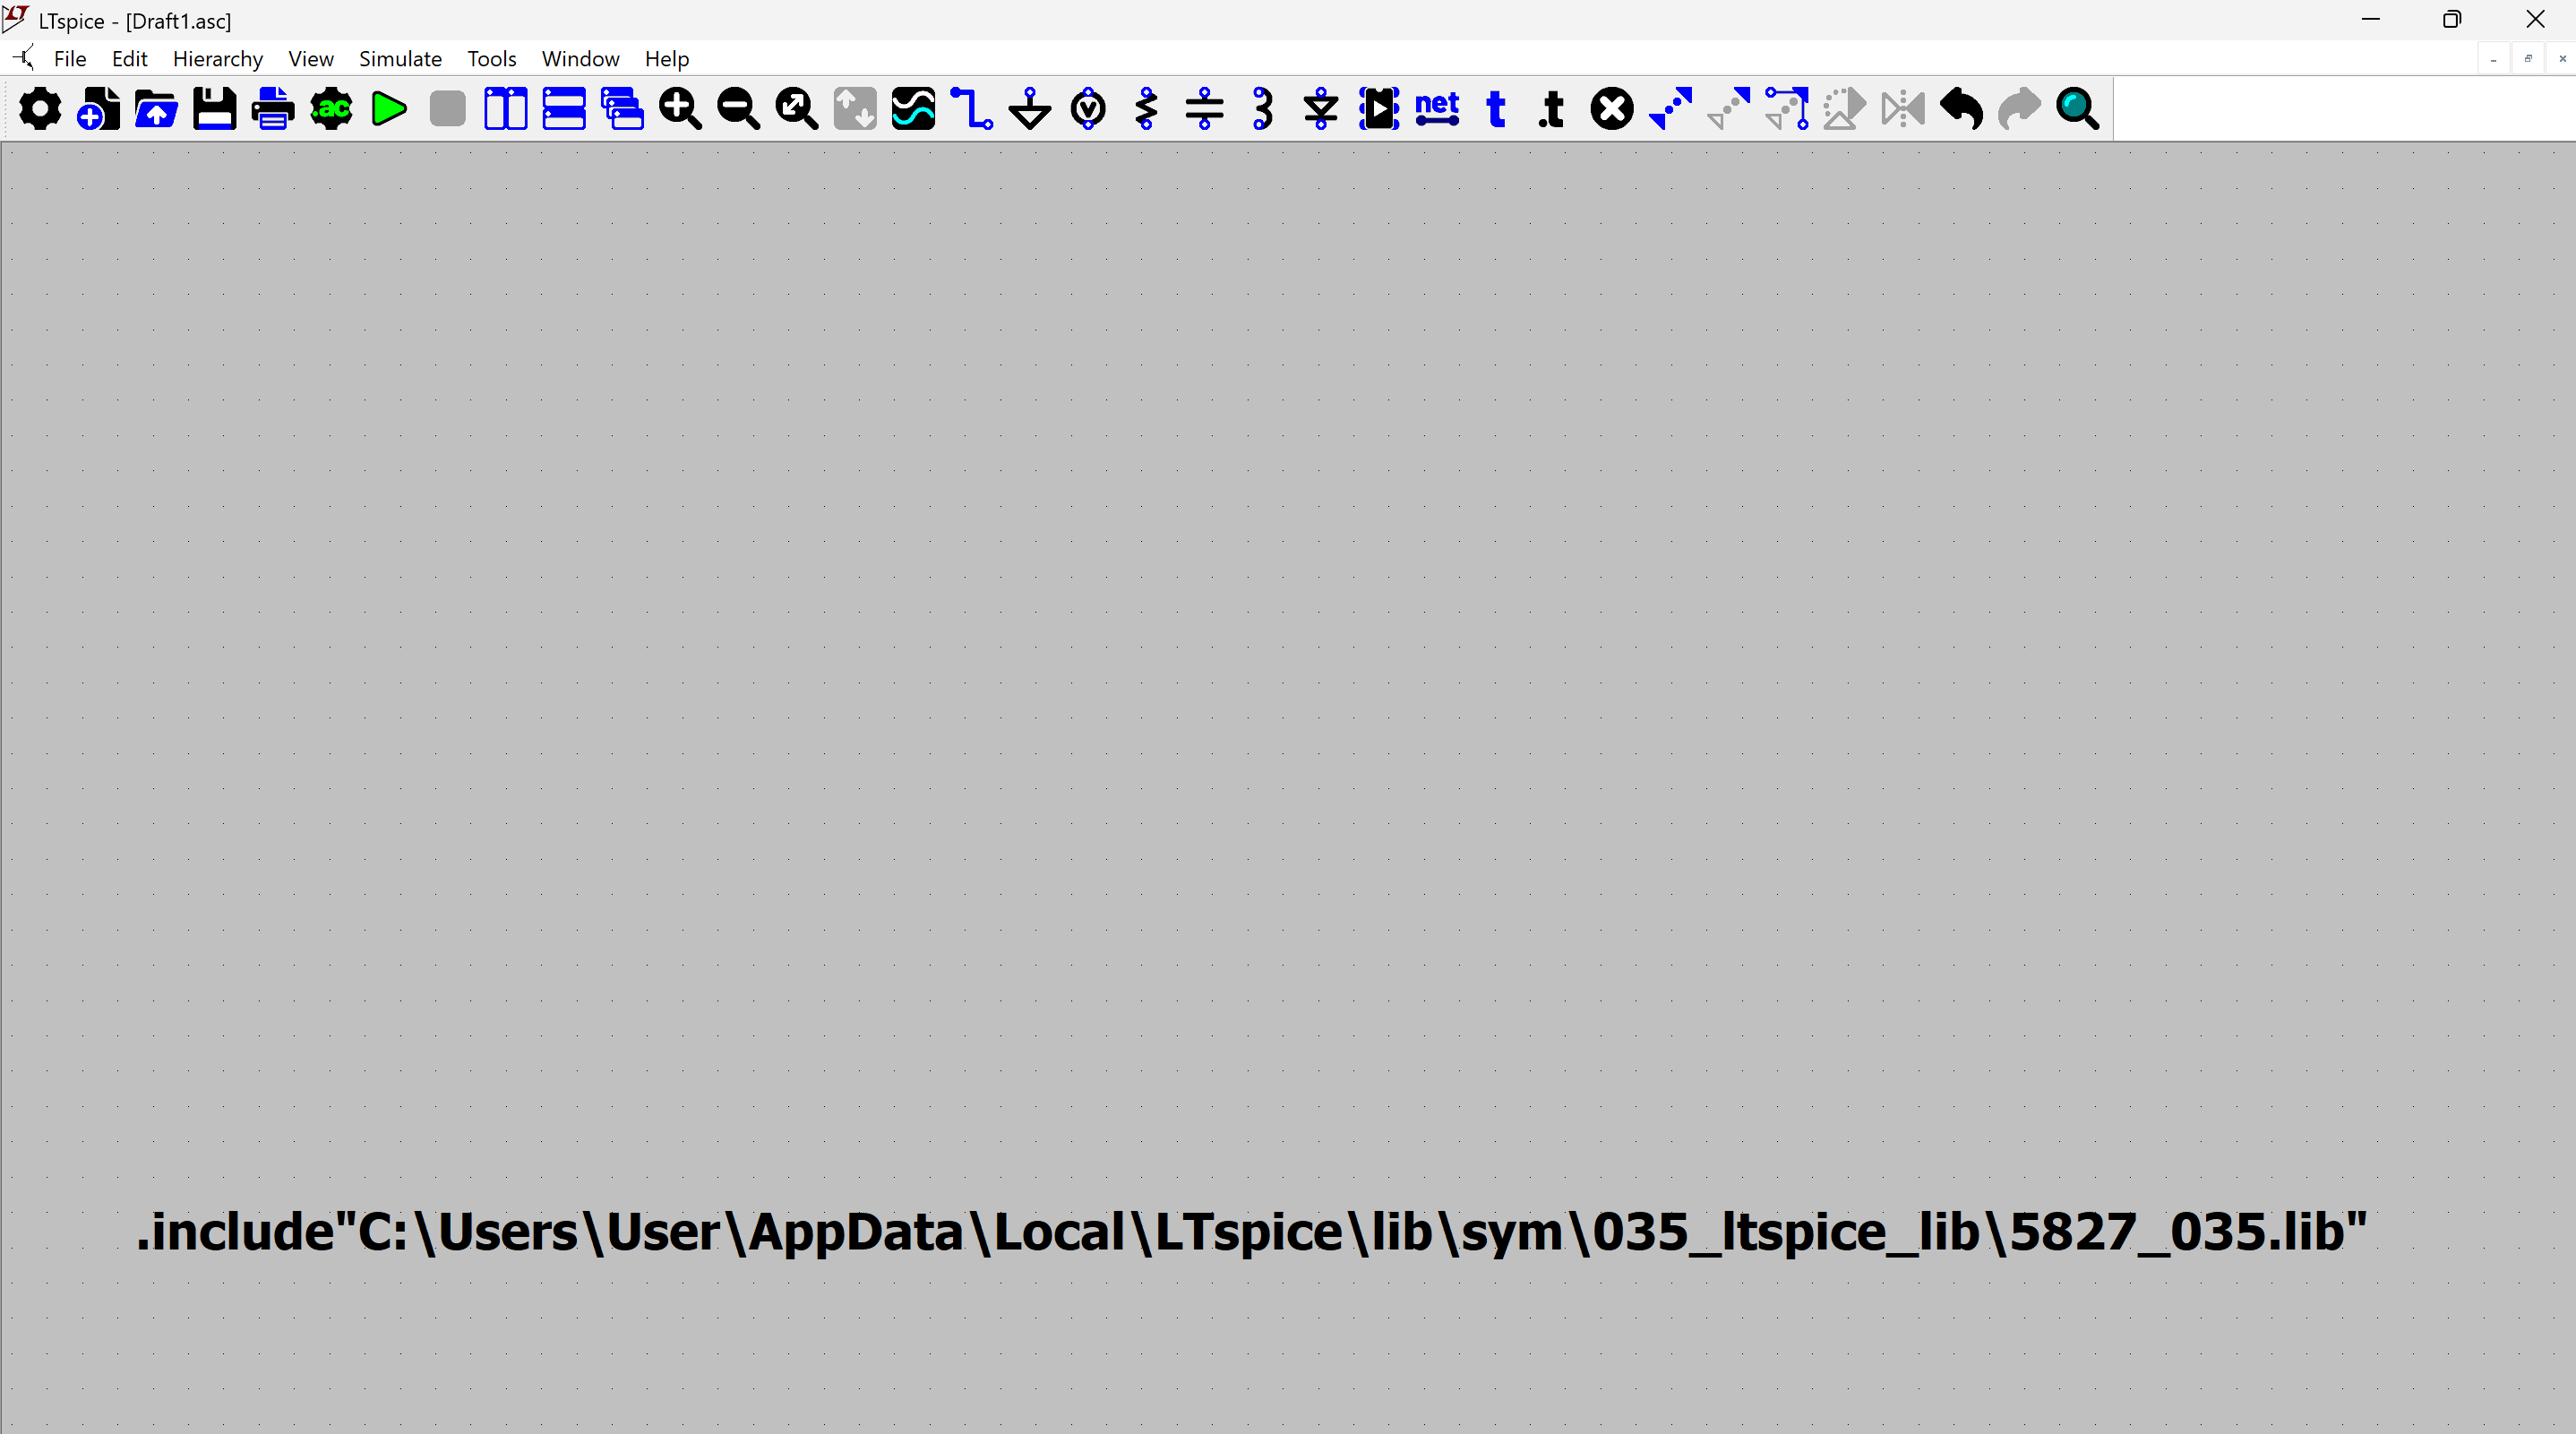 LTspice - [Draft1.asc]
File Edit Hierarchy View Simulate Tools Window Help
.ac net t .t
.include"C:\Users\User\AppData\Local\LTspice\lib\sym\035_ltspice_lib\5827_035.lib"